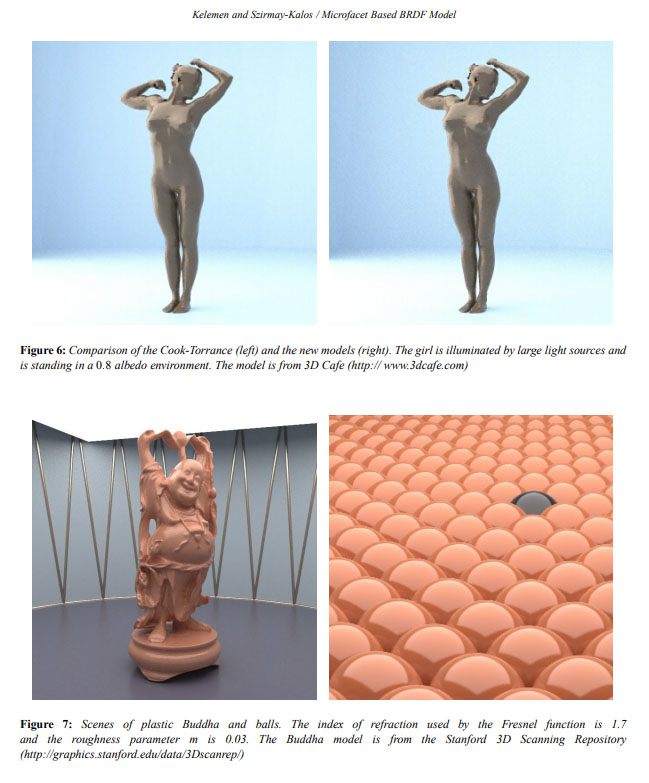 Kelemen and Szirmay-Kalos / Microfacet Based BRDF Model
Figure 6: Comparison of the Cook-Torrance (left) and the new models (right). The girl is illuminated by large light sources and
is standing in a 0.8 albedo environment. The model is from 3D Cafe (http:// www.3dcafe.com)
Figure 7: Scenes of plastic Buddha and balls. The index of refraction used by the Fresnel function is 1.7
and the roughness parameter m is 0.03. The Buddha model is from the Stanford 3D Scanning Repository
(http://graphics.stanford.edu/data/3Dscanrep/)